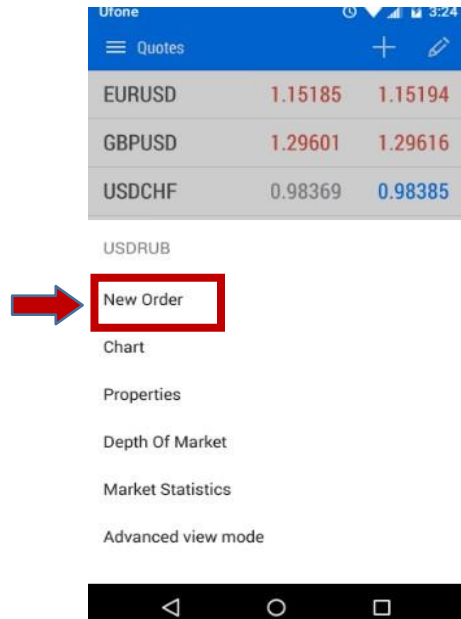 Ufone 3:24
Quotes
EURUSD 1.15185 1.15194
GBPUSD 1.29601 1.29616
USDCHF 0.98369 0.98385
USDRUB
New Order
Chart
Properties
Depth Of Market
Market Statistics
Advanced view mode